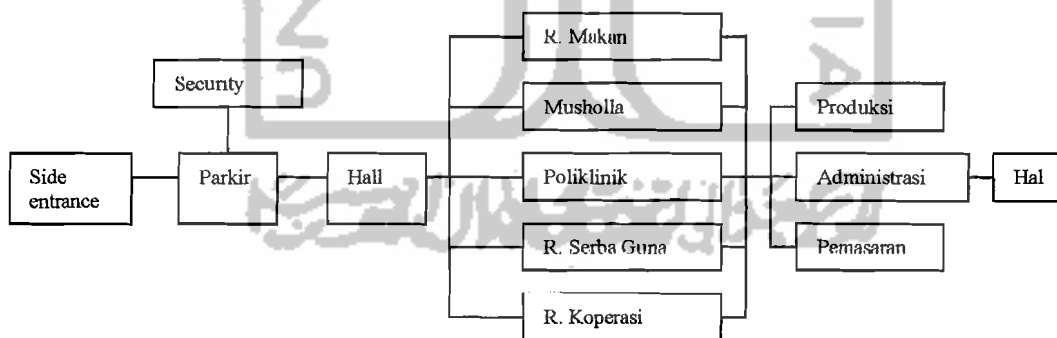 R. Makan
Security
Musholla
Produksi
Side
entrance
Parkir
Hall
Poliklinik
Administrasi
Hal
R. Serba Guna
Pemasaran
R. Koperasi